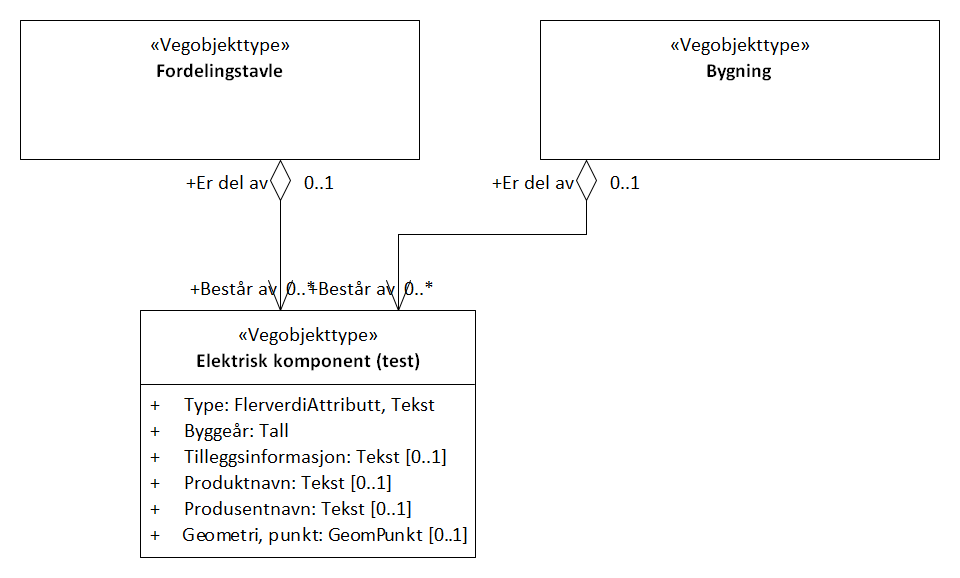 «Vegobjekttype»
Fordelingstavle
«Vegobjekttype»
Bygning
+Er del av 0..1
+Er del av 0..1
+Består av 0..*
+Består av 0..*
«Vegobjekttype»
Elektrisk komponent (test)
+ Type: FlerverdiAttributt, Tekst
+ Byggeår: Tall
+ Tilleggsinformasjon: Tekst [0..1]
+ Produktnavn: Tekst [0..1]
+ Produsentnavn: Tekst [0..1]
+ Geometri, punkt: GeomPunkt [0..1]